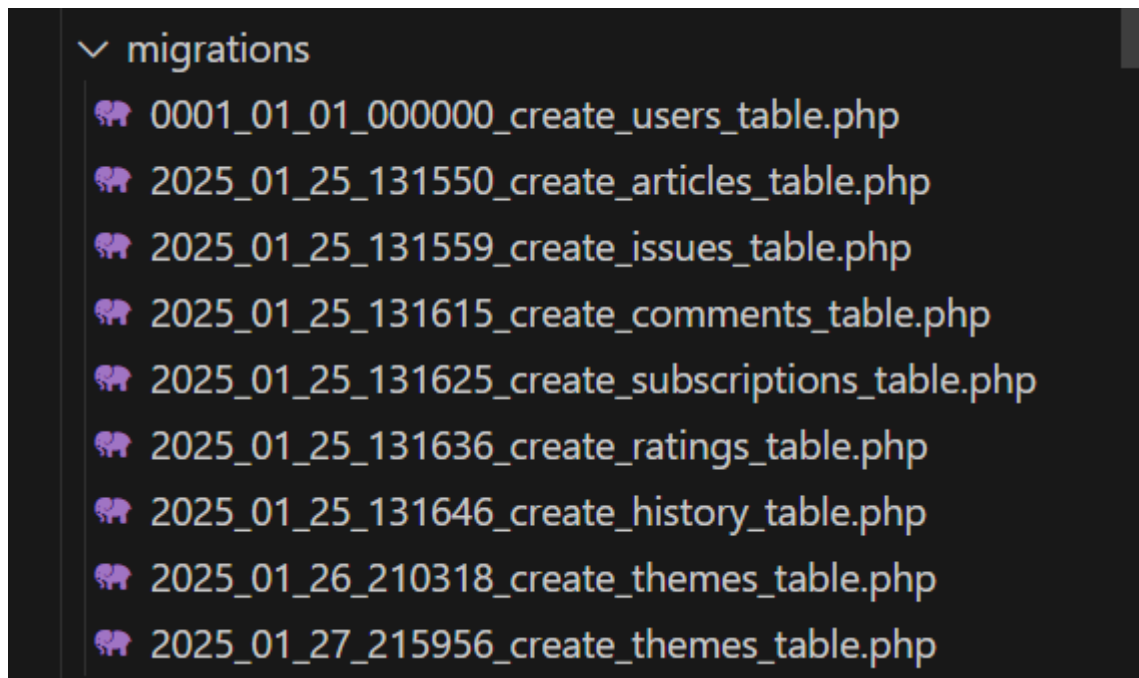 migrations
0001_01_01_000000_create_users_table.php
2025_01_25_131550_create_articles_table.php
2025_01_25_131559_create_issues_table.php
2025_01_25_131615_create_comments_table.php
2025_01_25_131625_create_subscriptions_table.php
2025_01_25_131636_create_ratings_table.php
2025_01_25_131646_create_history_table.php
2025_01_26_210318_create_themes_table.php
2025_01_27_215956_create_themes_table.php